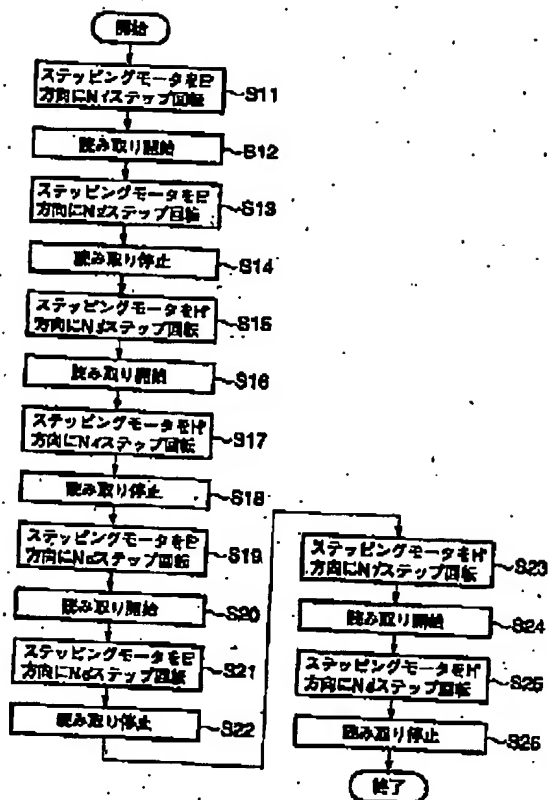 開始
ステッピングモータをE'
方向にN1ステップ回転
S11
読み取り開始
S12
ステッピングモータをE'
方向にN2ステップ回転
S13
読み取り停止
S14
ステッピングモータをH'
方向にN3ステップ回転
S15
読み取り開始
S16
ステッピングモータをH'
方向にN4ステップ回転
S17
読み取り停止
S18
ステッピングモータをE'
方向にN5ステップ回転
S19
読み取り開始
S20
ステッピングモータをE'
方向にN6ステップ回転
S21
読み取り停止
S22
ステッピングモータをH'
方向にN7ステップ回転
S23
読み取り開始
S24
ステッピングモータをH'
方向にN8ステップ回転
S25
読み取り停止
S26
終了